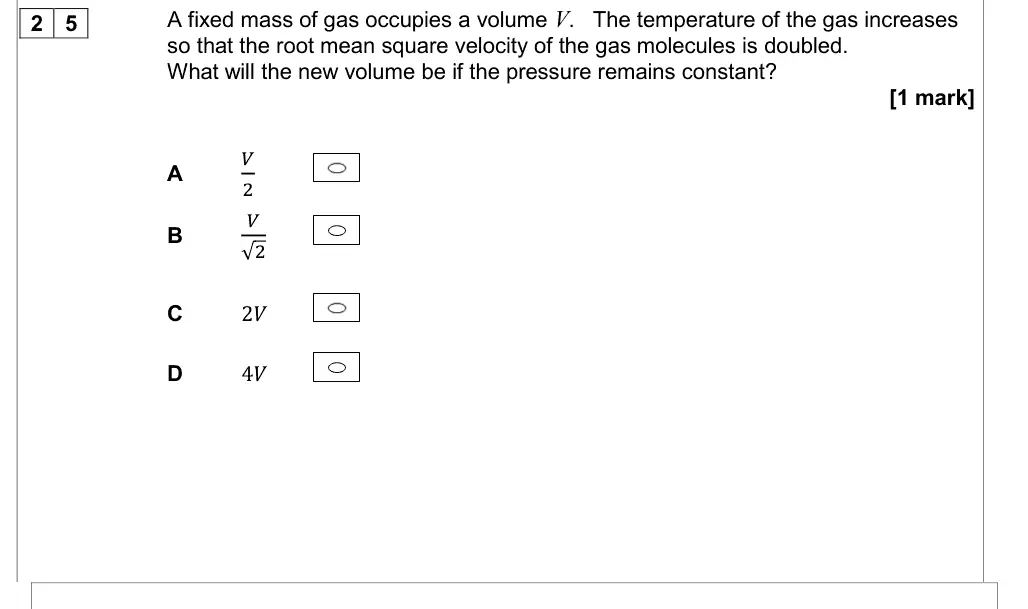 2 5
A fixed mass of gas occupies a volume V. The temperature of the gas increases
so that the root mean square velocity of the gas molecules is doubled.
What will the new volume be if the pressure remains constant?
[1 mark]
A V/2
B V/√2
C 2V
D 4V